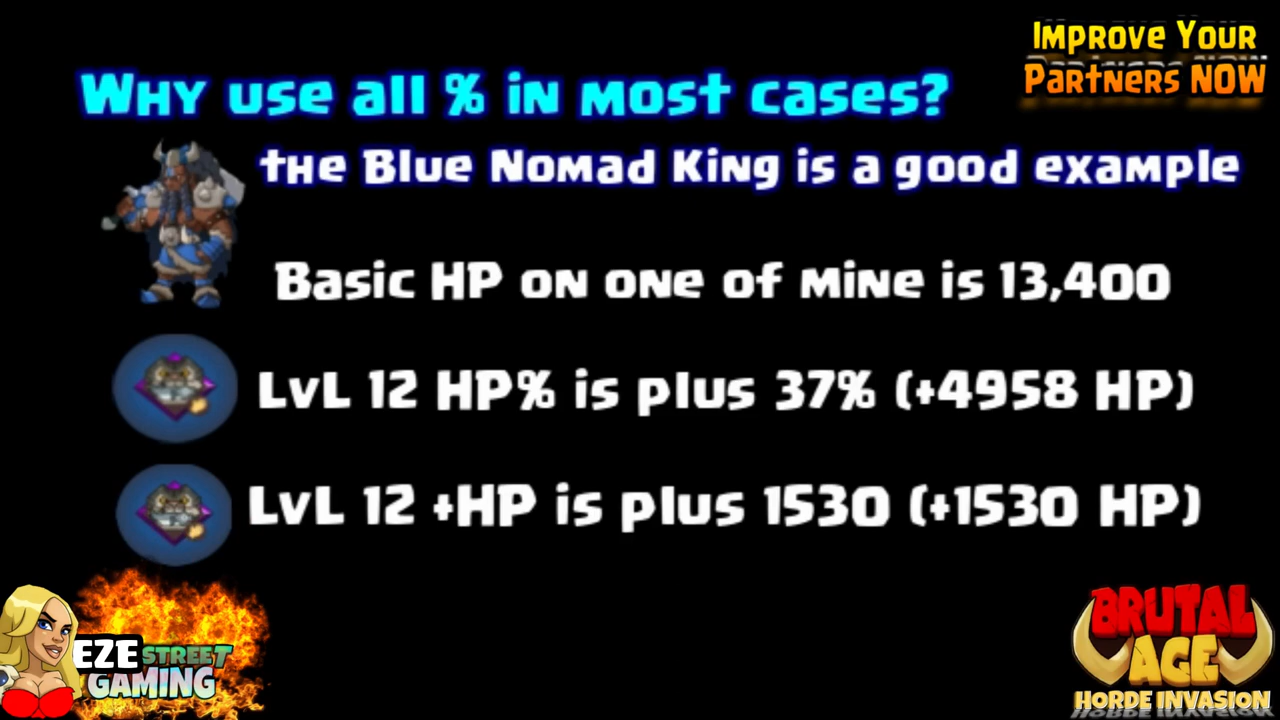 Improve Your
Partners NOW
Why use all % in most cases?
the Blue Nomad King is a good example
Basic HP on one of mine is 13,400
LvL 12 HP% is plus 37% (+4958 HP)
LvL 12 +HP is plus 1530 (+1530 HP)
EZE STREET
GAMING
BRUTAL
AGE
HORDE INVASION